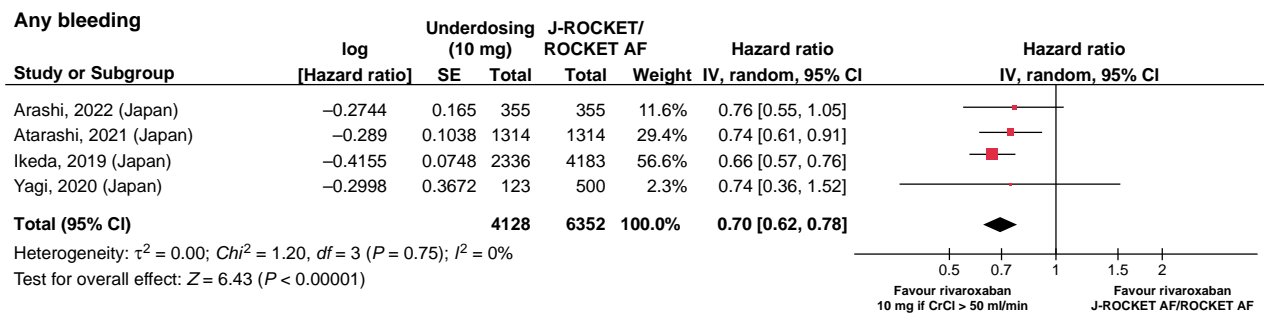 Any bleeding
Underdosing J-ROCKET/
log (10 mg) ROCKET AF Hazard ratio Hazard ratio
Study or Subgroup [Hazard ratio] SE Total Total Weight IV, random, 95% CI IV, random, 95% CI
Arashi, 2022 (Japan) –0.2744 0.165 355 355 11.6% 0.76 [0.55, 1.05]
Atarashi, 2021 (Japan) –0.289 0.1038 1314 1314 29.4% 0.74 [0.61, 0.91]
Ikeda, 2019 (Japan) –0.4155 0.0748 2336 4183 56.6% 0.66 [0.57, 0.76]
Yagi, 2020 (Japan) –0.2998 0.3672 123 500 2.3% 0.74 [0.36, 1.52]
Total (95% CI) 4128 6352 100.0% 0.70 [0.62, 0.78]
Heterogeneity: τ² = 0.00; Chi² = 1.20, df = 3 (P = 0.75); I² = 0%
Test for overall effect: Z = 6.43 (P < 0.00001)
0.5 0.7 1 1.5 2
Favour rivaroxaban Favour rivaroxaban
10 mg if CrCl > 50 ml/min J-ROCKET AF/ROCKET AF